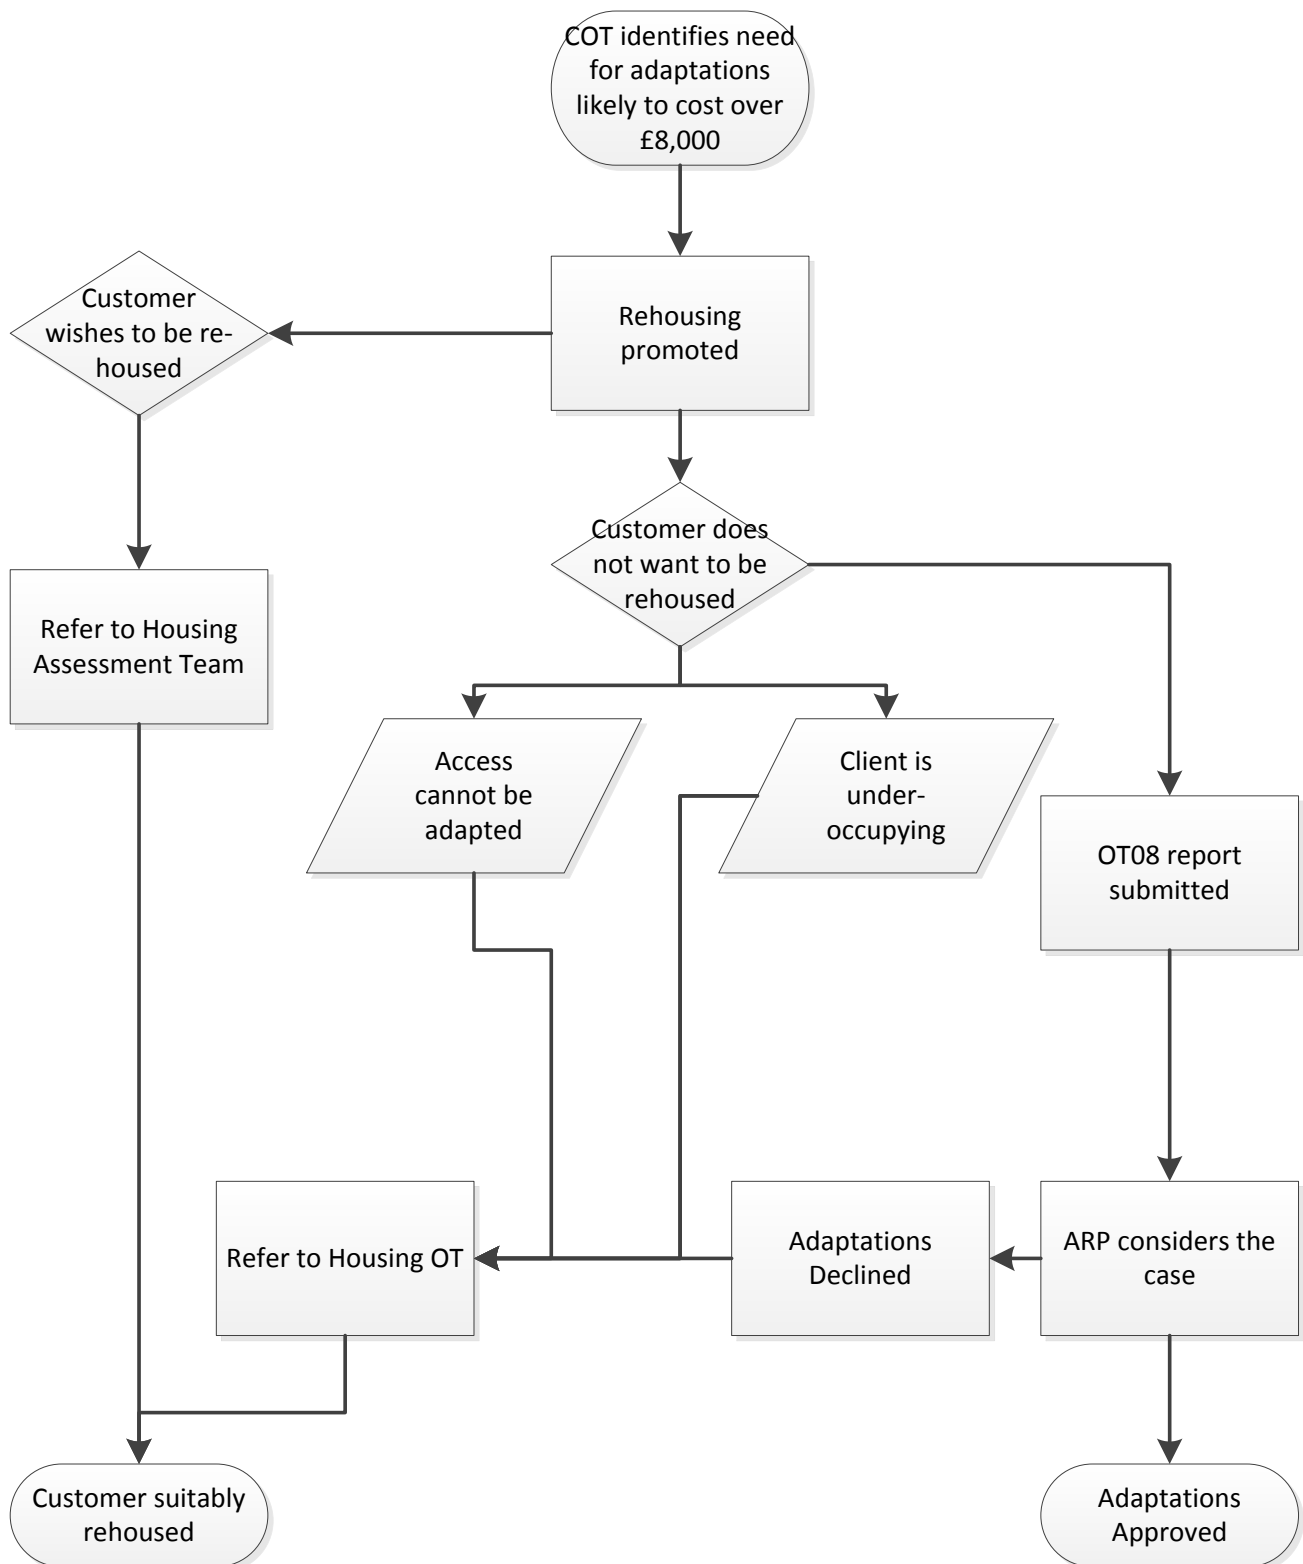 COT identifies need
for adaptations
likely to cost over
£8,000
Customer
wishes to be re-
housed
Rehousing
promoted
Customer does
not want to be
rehoused
Refer to Housing
Assessment Team
Access
cannot be
adapted
Client is
under-
occupying
OT08 report
submitted
Refer to Housing OT
Adaptations
Declined
ARP considers the
case
Customer suitably
rehoused
Adaptations
Approved